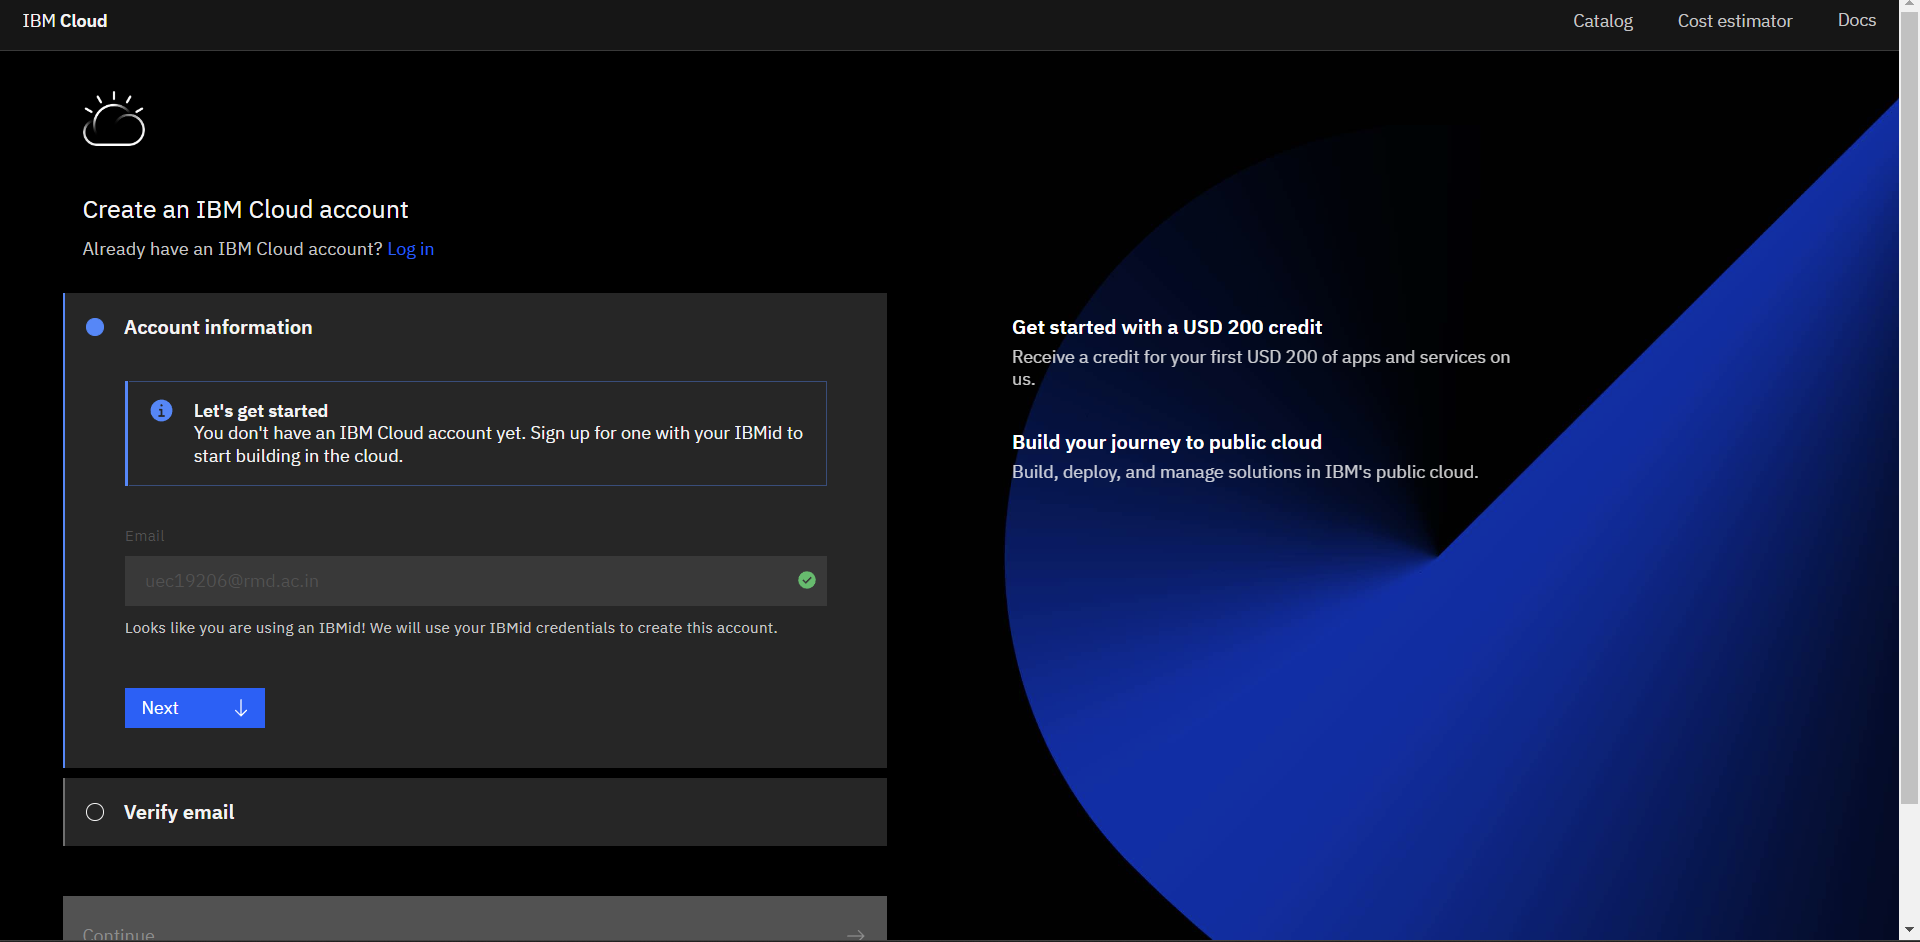 IBM Cloud
Catalog
Cost estimator
Docs
Create an IBM Cloud account
Already have an IBM Cloud account? Log in
Account information
Let's get started
You don't have an IBM Cloud account yet. Sign up for one with your IBMid to
start building in the cloud.
Email
uec19206@rmd.ac.in
Looks like you are using an IBMid! We will use your IBMid credentials to create this account.
Next
Verify email
Continue
Get started with a USD 200 credit
Receive a credit for your first USD 200 of apps and services on
us.
Build your journey to public cloud
Build, deploy, and manage solutions in IBM's public cloud.